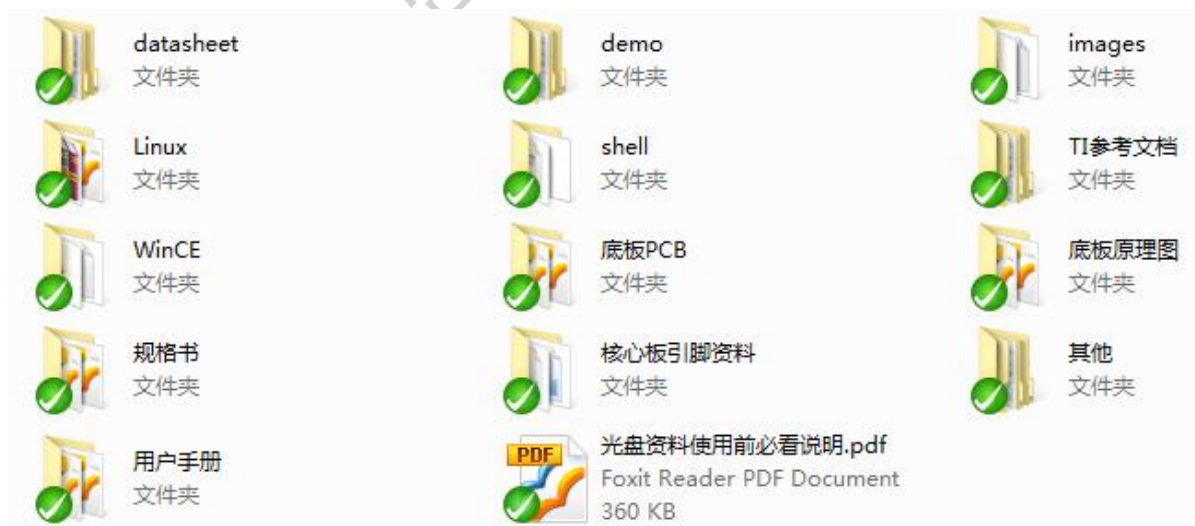 datasheet
文件夹
demo
文件夹
images
文件夹
Linux
文件夹
shell
文件夹
TI参考文档
文件夹
WinCE
文件夹
底板PCB
文件夹
底板原理图
文件夹
规格书
文件夹
核心板引脚资料
文件夹
其他
文件夹
用户手册
文件夹
PDF
光盘资料使用前必看说明.pdf
Foxit Reader PDF Document
360 KB